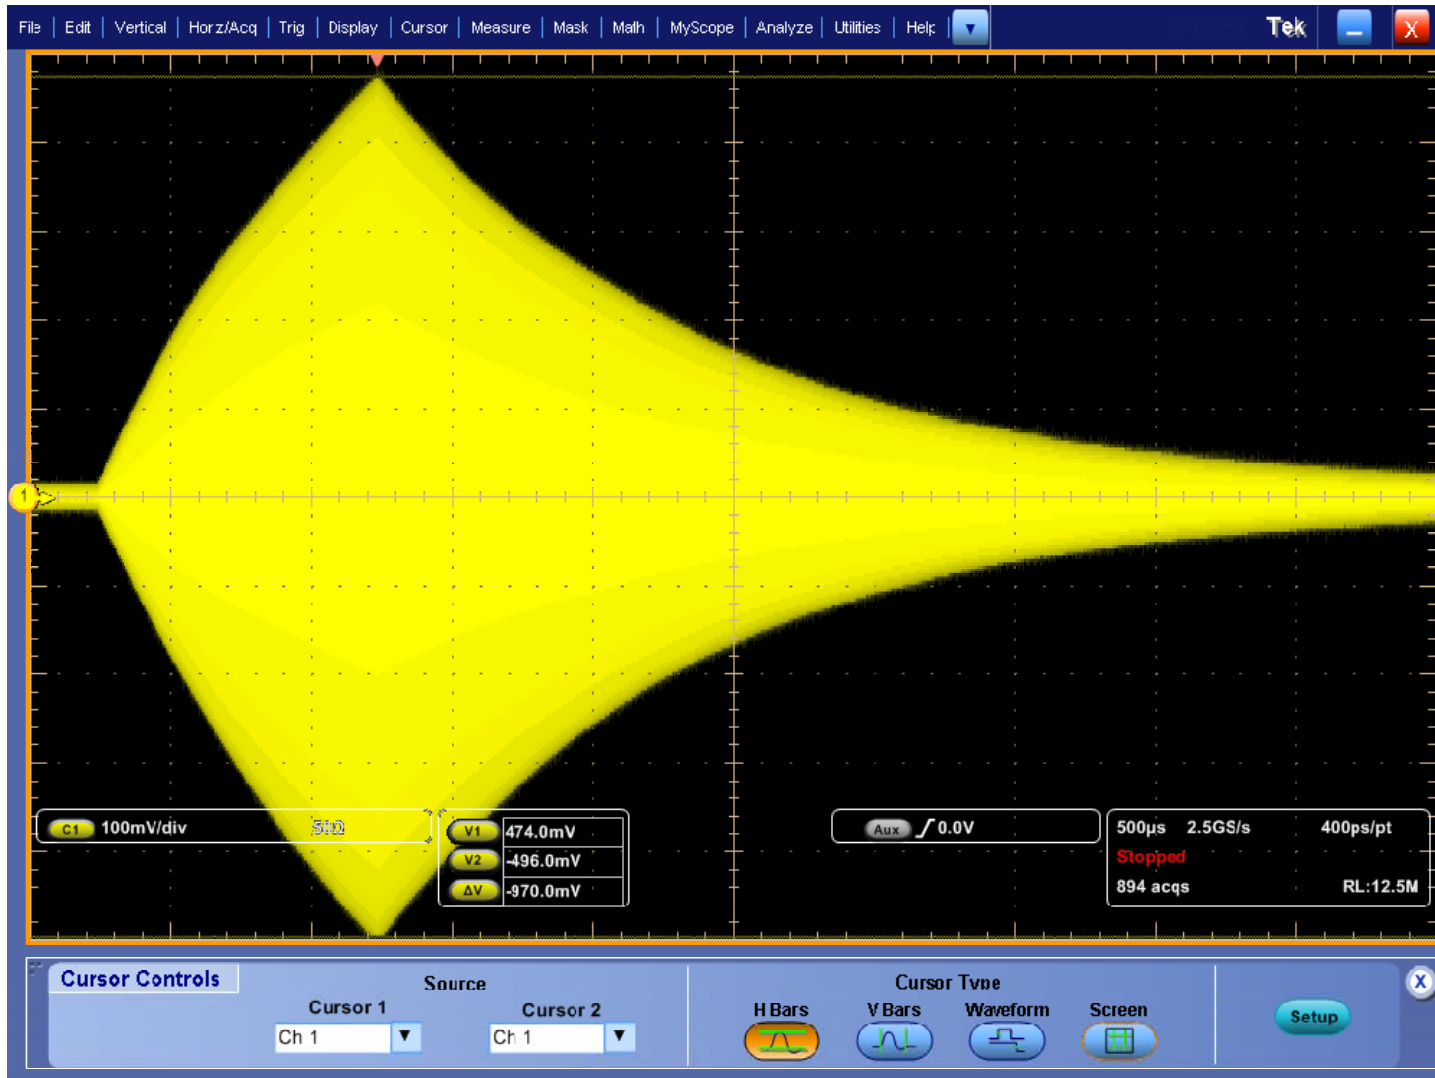 File | Edit | Vertical | Horiz/Acq | Trig | Display | Cursor | Measure | Mask | Math | MyScope | Analyze | Utilities | Help | Tek X
1
C1 100mV/div 50Ω
V1 474.0mV
V2 -496.0mV
ΔV -970.0mV
Aux 0.0V
500µs 2.5GS/s 400ps/pt
Stopped
894 acqs RL:12.5M
Cursor Controls
Source
Cursor 1 Cursor 2
Ch 1 Ch 1
Cursor Type
H Bars V Bars Waveform Screen
Setup
X